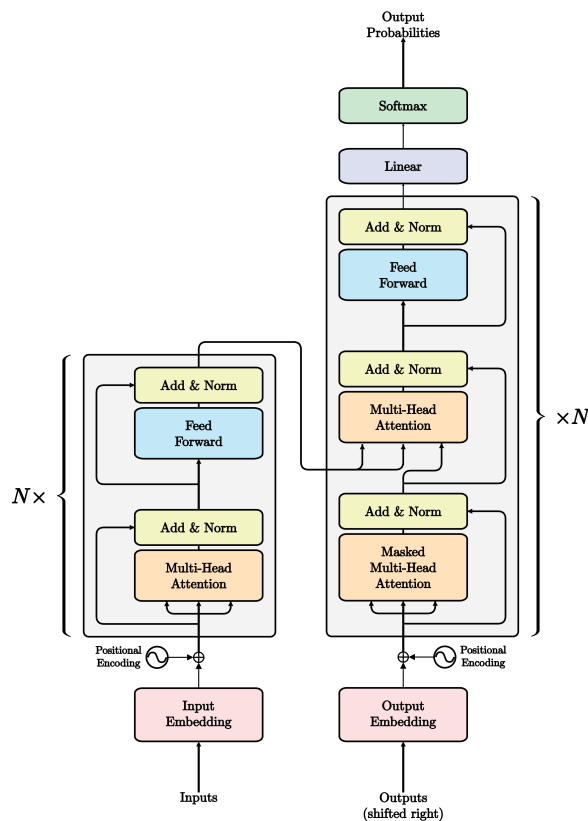 Output
Probabilities
Softmax
Linear
Add & Norm
Feed
Forward
Add & Norm
Multi-Head
Attention
Add & Norm
Masked
Multi-Head
Attention
×N
Add & Norm
Feed
Forward
Add & Norm
Multi-Head
Attention
N×
Positional
Encoding
Positional
Encoding
Input
Embedding
Output
Embedding
Inputs
Outputs
(shifted right)